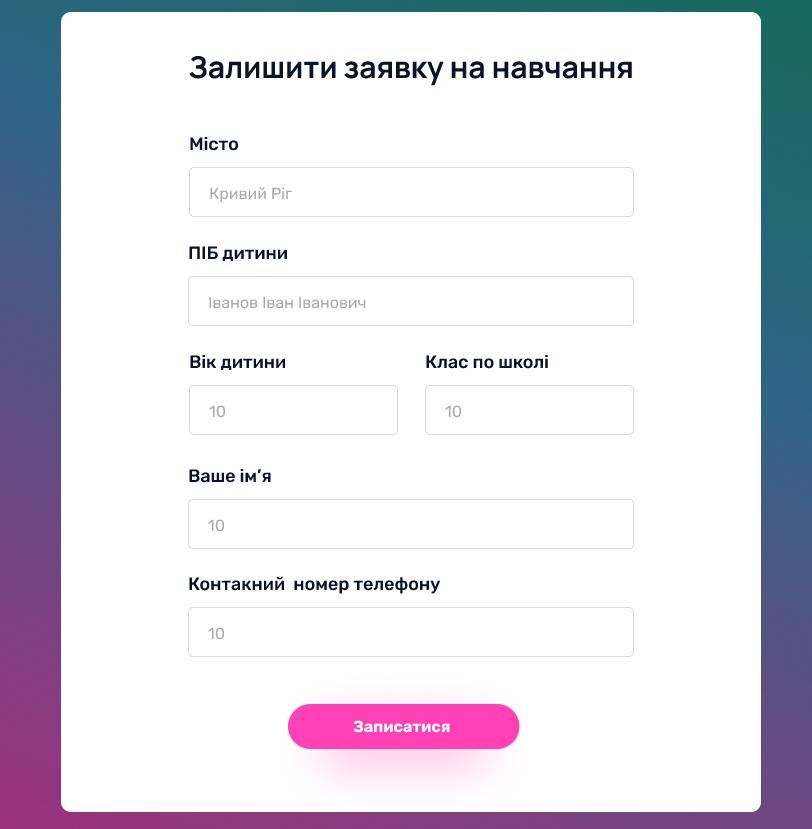 Залишити заявку на навчання
Місто
Кривий Ріг
ПІБ дитини
Іванов Іван Іванович
Вік дитини
Клас по школі
10
10
Ваше ім’я
10
Контакний  номер телефону
10
Записатися